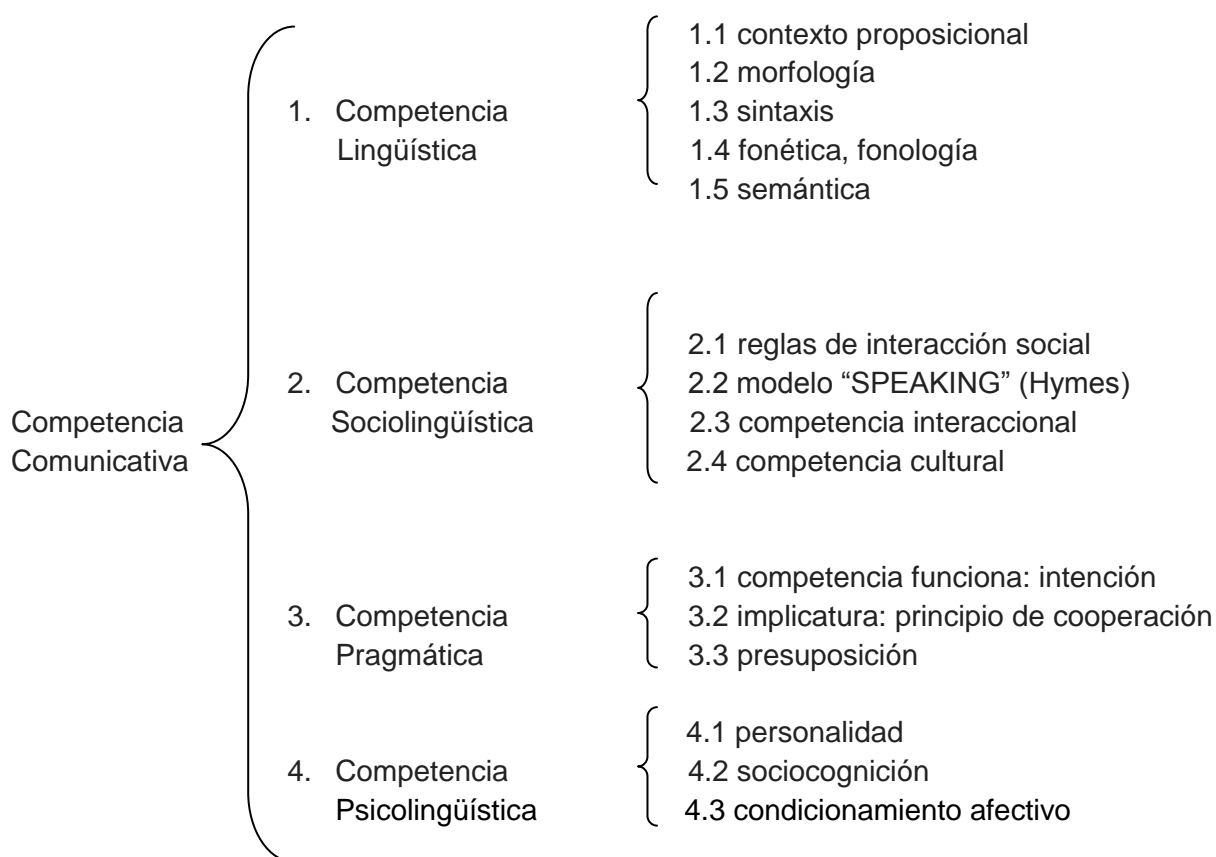 Competencia
Comunicativa
1. Competencia
Lingüística
1.1 contexto proposicional
1.2 morfología
1.3 sintaxis
1.4 fonética, fonología
1.5 semántica
2. Competencia
Sociolingüística
2.1 reglas de interacción social
2.2 modelo “SPEAKING” (Hymes)
2.3 competencia interaccional
2.4 competencia cultural
3. Competencia
Pragmática
3.1 competencia funciona: intención
3.2 implicatura: principio de cooperación
3.3 presuposición
4. Competencia
Psicolingüística
4.1 personalidad
4.2 sociocognición
4.3 condicionamiento afectivo